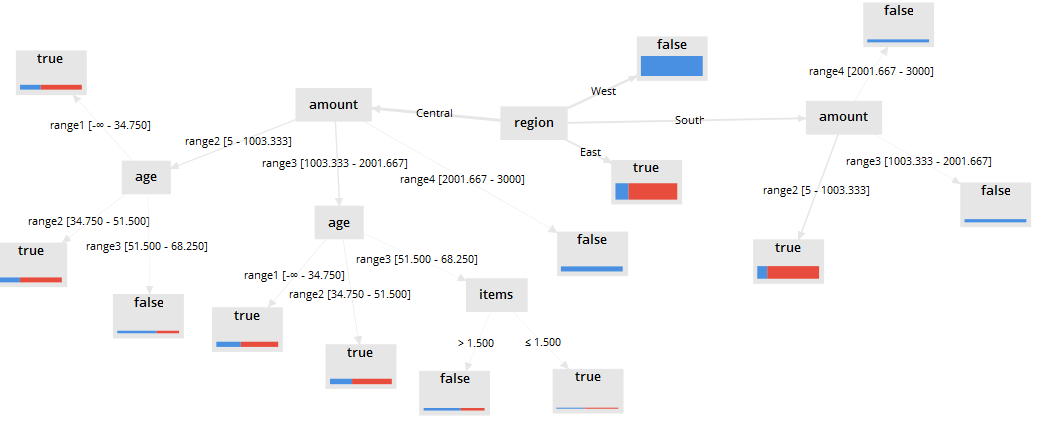 false
true
false
amount
region
amount
West
Central
South
East
range4 [2001.667 - 3000]
range1 [-∞ - 34.750]
range2 [5 - 1003.333]
range3 [1003.333 - 2001.667]
range4 [2001.667 - 3000]
true
range3 [1003.333 - 2001.667]
age
range2 [5 - 1003.333]
false
range2 [34.750 - 51.500]
age
range3 [51.500 - 68.250]
true
false
true
range3 [51.500 - 68.250]
range1 [-∞ - 34.750]
range2 [34.750 - 51.500]
items
false
true
> 1.500
≤ 1.500
true
false
true